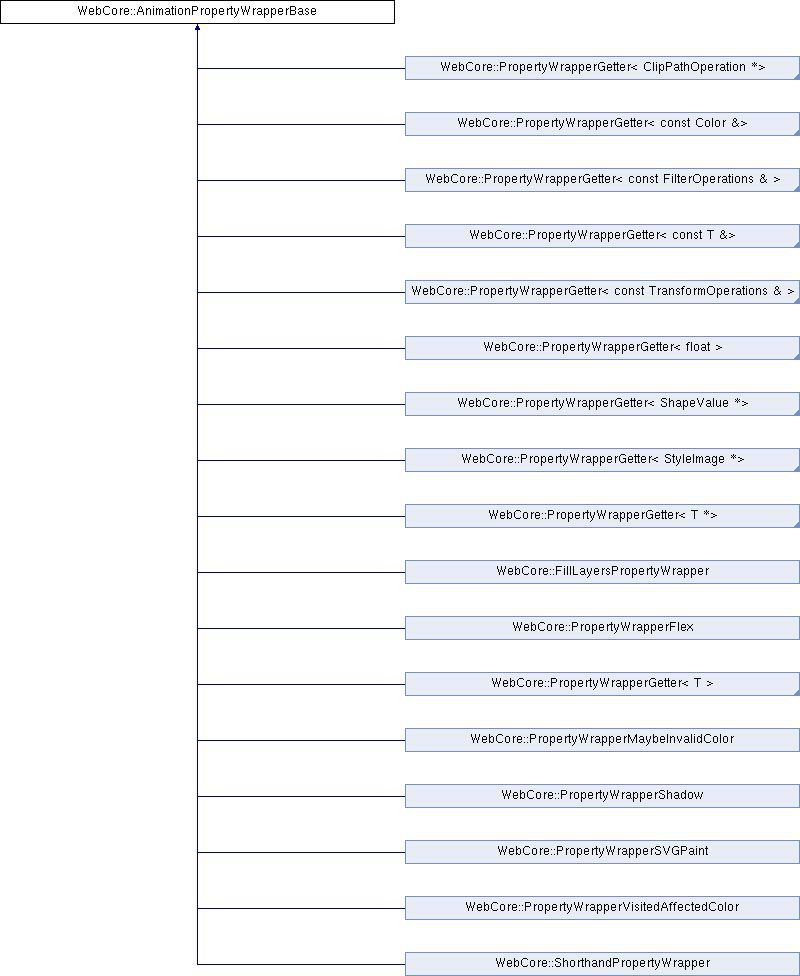 WebCore::AnimationPropertyWrapperBase
WebCore::PropertyWrapperGetter< ClipPathOperation *>
WebCore::PropertyWrapperGetter< const Color &>
WebCore::PropertyWrapperGetter< const FilterOperations & >
WebCore::PropertyWrapperGetter< const T &>
WebCore::PropertyWrapperGetter< const TransformOperations & >
WebCore::PropertyWrapperGetter< float >
WebCore::PropertyWrapperGetter< ShapeValue *>
WebCore::PropertyWrapperGetter< StyleImage *>
WebCore::PropertyWrapperGetter< T *>
WebCore::FillLayersPropertyWrapper
WebCore::PropertyWrapperFlex
WebCore::PropertyWrapperGetter< T >
WebCore::PropertyWrapperMaybeInvalidColor
WebCore::PropertyWrapperShadow
WebCore::PropertyWrapperSVGPaint
WebCore::PropertyWrapperVisitedAffectedColor
WebCore::ShorthandPropertyWrapper